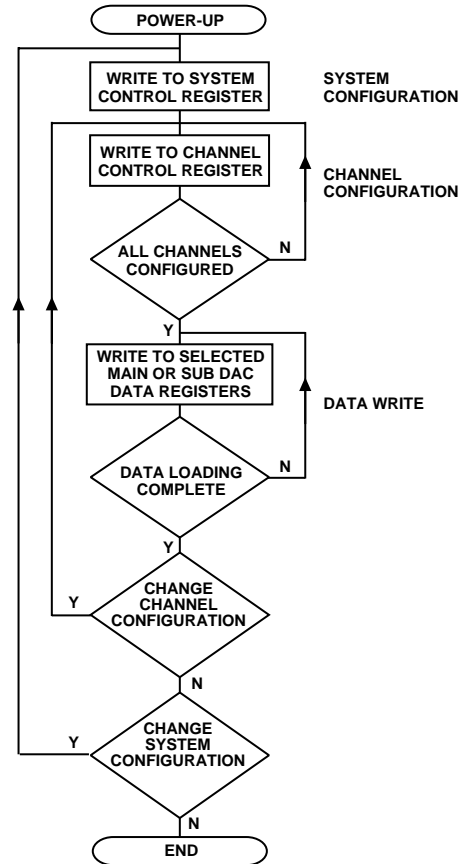 POWER-UP
WRITE TO SYSTEM
CONTROL REGISTER
SYSTEM
CONFIGURATION
WRITE TO CHANNEL
CONTROL REGISTER
CHANNEL
CONFIGURATION
ALL CHANNELS
CONFIGURED
N
Y
WRITE TO SELECTED
MAIN OR SUB DAC
DATA REGISTERS
DATA WRITE
DATA LOADING
COMPLETE
N
Y
CHANGE
CHANNEL
CONFIGURATION
Y
N
CHANGE
SYSTEM
CONFIGURATION
Y
N
END